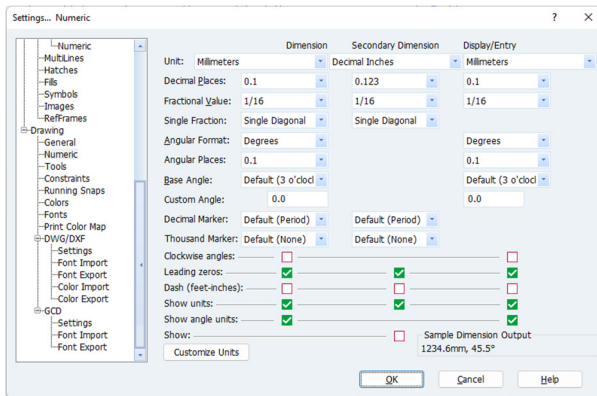 Settings... Numeric ? ×
Numeric
MultiLines
Hatches
Fills
Symbols
Images
RefFrames
Drawing
General
Numeric
Tools
Constraints
Running Snaps
Colors
Fonts
Print Color Map
DWG/DXF
Settings
Font Import
Font Export
Color Import
Color Export
GCD
Settings
Font Import
Font Export
Dimension Secondary Dimension Display/Entry
Unit: Millimeters Decimal Inches Millimeters
Decimal Places: 0.1 0.123 0.1
Fractional Value: 1/16 1/16 1/16
Single Fraction: Single Diagonal Single Diagonal
Angular Format: Degrees Degrees
Angular Places: 0.1 0.1
Base Angle: Default (3 o'clocl Default (3 o'clocl
Custom Angle: 0.0 0.0
Decimal Marker: Default (Period) Default (Period)
Thousand Marker: Default (None) Default (None)
Clockwise angles:
Leading zeros:
Dash (feet-inches):
Show units:
Show angle units:
Show:
Customize Units
Sample Dimension Output
1234.6mm, 45.5°
OK Cancel Help